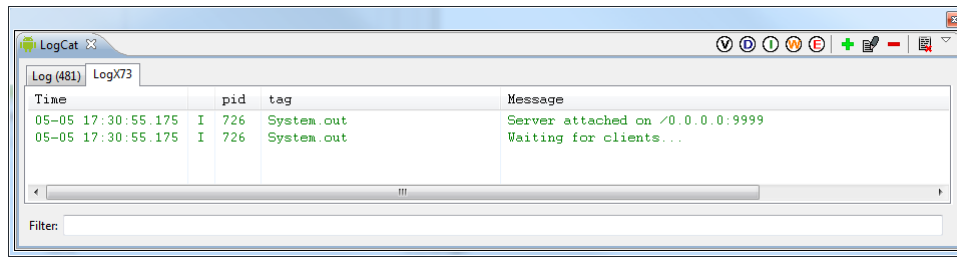 LogCat
V D I W E
Log (481) LogX73
Time pid tag Message
05-05 17:30:55.175 I 726 System.out Server attached on /0.0.0.0:9999
05-05 17:30:55.175 I 726 System.out Waiting for clients...
Filter: